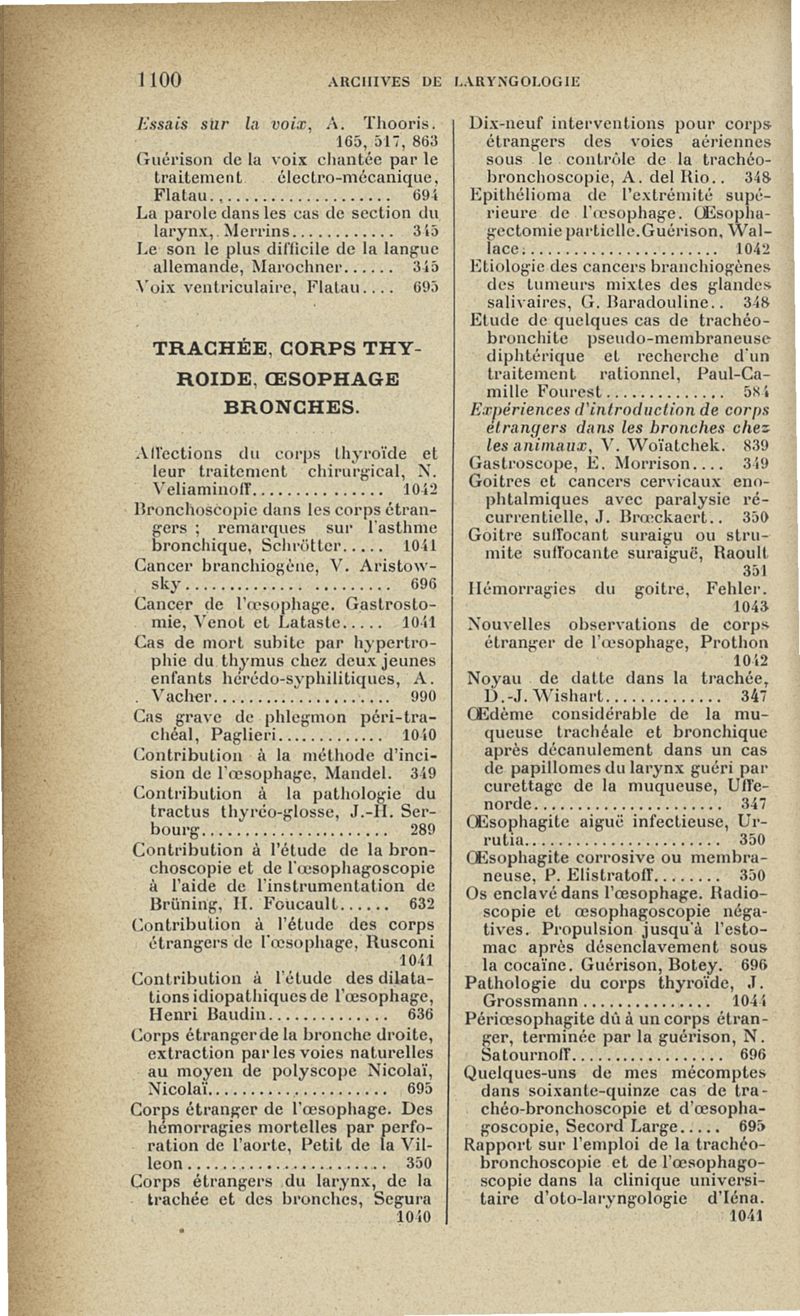 1100
ARCHIVES DE LARYNGOLOGIE
Essais sur la voix, A. Thooris.
165, 517, 863
Guérison de la voix chantée par le
traitement électro-mécanique,
Flatau. ..................... 694
La parole dans les cas de section du
larynx, Merrins............ 345
Le son le plus difficile de la langue
allemande, Marochner...... 345
Voix ventriculaire, Flatau.... 695
TRACHÉE, CORPS THY-
ROIDE, ŒSOPHAGE
BRONCHES.
Affections du corps thyroïde et
leur traitement chirurgical, N.
Veliaminoff............... 1042
Bronchoscopie dans les corps étran-
gers ; remarques sur l'asthme
bronchique, Schrötter..... 1041
Cancer branchiogène, V. Aristow-
sky....................... 696
Cancer de l'œsophage. Gastrosto-
mie, Venot et Lataste..... 1041
Cas de mort subite par hypertro-
phie du thymus chez deux jeunes
enfants hérédo-syphilitiques, A.
Vacher.................... 990
Cas grave de phlegmon péri-tra-
chéal, Paglieri............ 1040
Contribution à la méthode d'inci-
sion de l'œsophage, Mandel. 349
Contribution à la pathologie du
tractus thyréo-glosse, J.-H. Ser-
bourg..................... 289
Contribution à l'étude de la bron-
choscopie et de l'œsophagoscopie
à l'aide de l'instrumentation de
Brüning, H. Foucault...... 632
Contribution à l'étude des corps
étrangers de l'œsophage, Rusconi
1041
Contribution à l'étude des dilata-
tions idiopathiques de l'œsophage,
Henri Baudin.............. 636
Corps étranger de la bronche droite,
extraction par les voies naturelles
au moyen de polyscope Nicolaï,
Nicolaï.................... 695
Corps étranger de l'œsophage. Des
hémorragies mortelles par perfo-
ration de l'aorte, Petit de la Vil-
leon ....................... 350
Corps étrangers du larynx, de la
trachée et des bronches, Segura
1040
Dix-neuf interventions pour corps
étrangers des voies aériennes
sous le contrôle de la trachéo-
bronchoscopie, A. del Rio.. 348
Epithélioma de l'extrémité supé-
rieure de l'œsophage. Œsopha-
gectomie partielle. Guérison, Wal-
lace....................... 1042
Etiologie des cancers branchiogènes
des tumeurs mixtes des glandes
salivaires, G. Baradouline.. 348
Etude de quelques cas de trachéo-
bronchite pseudo-membraneuse
diphtérique et recherche d'un
traitement rationnel, Paul-Ca-
mille Fourest.............. 584
Expériences d'introduction de corps
étrangers dans les bronches chez
les animaux, V. Woïatchek. 839
Gastroscope, E. Morrison.... 349
Goitres et cancers cervicaux eno-
phtalmiques avec paralysie ré-
currentielle, J. Brœckaert.. 350
Goitre suffocant suraigu ou stru-
mite suffocante suraiguë, Raoult
351
Hémorragies du goitre, Fehler.
1043
Nouvelles observations de corps
étranger de l'œsophage, Prothon
1042
Noyau de datte dans la trachée,
D.-J. Wishart.............. 347
Œdème considérable de la mu-
queuse trachéale et bronchique
après décanulement dans un cas
de papillomes du larynx guéri par
curettage de la muqueuse, Uffe-
norde...................... 347
Œsophagite aiguë infectieuse, Ur-
rutia....................... 350
Œsophagite corrosive ou membra-
neuse, P. Elistratoff........ 350
Os enclavé dans l'œsophage. Radio-
scopie et œsophagoscopie néga-
tives. Propulsion jusqu'à l'esto-
mac après désenclavement sous
la cocaïne. Guérison, Botey. 696
Pathologie du corps thyroïde, J.
Grossmann ............... 1044
Périœsophagite dû à un corps étran-
ger, terminée par la guérison, N.
Satournoff.................. 696
Quelques-uns de mes mécomptes
dans soixante-quinze cas de tra-
chéo-bronchoscopie et d'œsopha-
goscopie, Secord Large..... 695
Rapport sur l'emploi de la trachéo-
bronchoscopie et de l'œsophago-
scopie dans la clinique universi-
taire d'oto-laryngologie d'Iéna.
1041